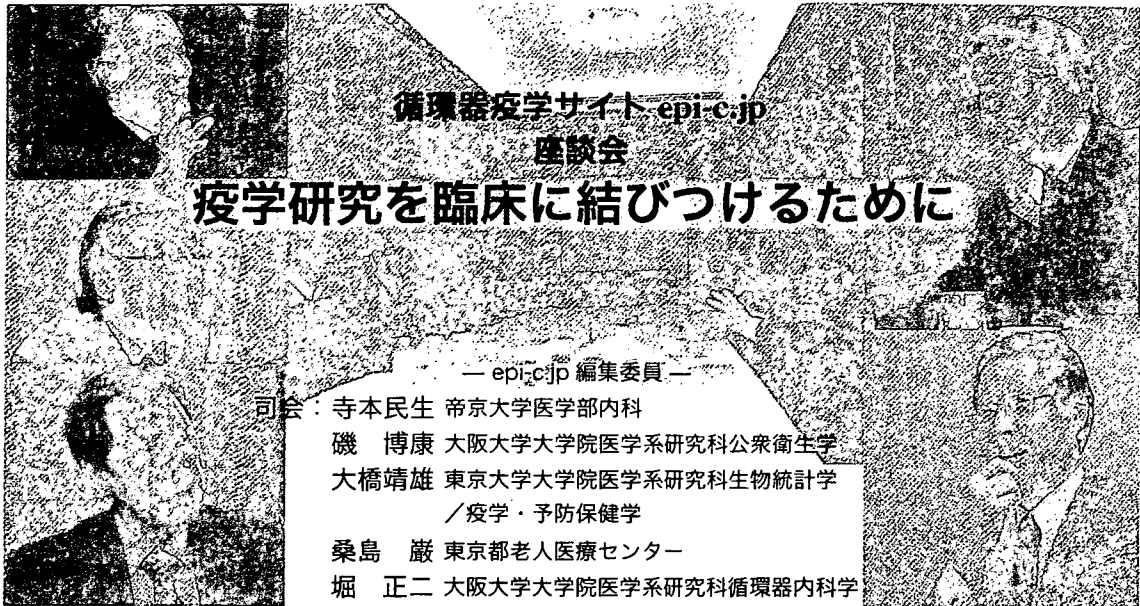 循環器疫学サイト epi-c.jp
座談会
疫学研究を臨床に結びつけるために
— epi-c.jp 編集委員 —
司会：寺本民生 帝京大学医学部内科
磯　博康 大阪大学大学院医学系研究科公衆衛生学
大橋靖雄 東京大学大学院医学系研究科生物統計学
／疫学・予防保健学
桑島　巌 東京都老人医療センター
堀　正二 大阪大学大学院医学系研究科循環器内科学